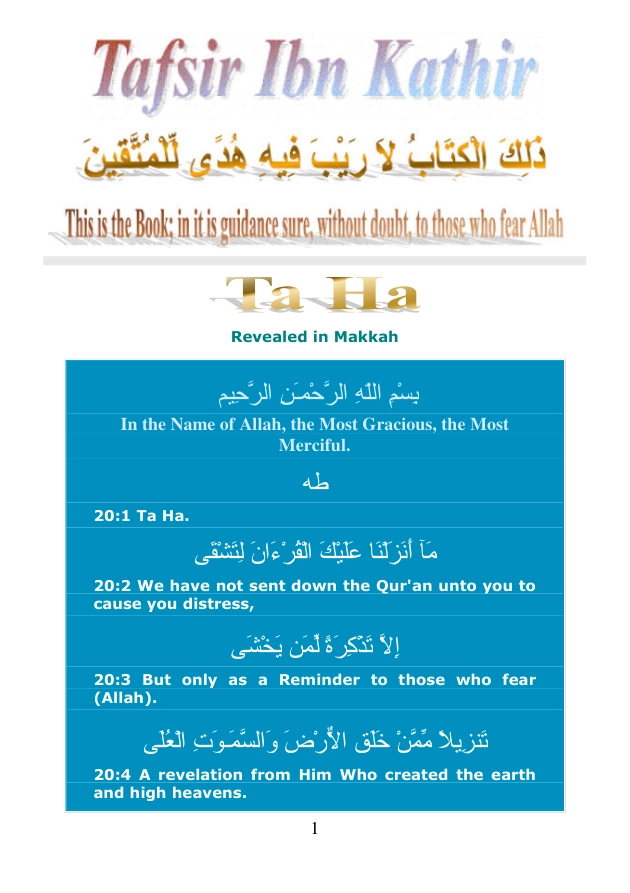 Tafsir Ibn Kathir
ذَلِكَ الْكِتَابُ لاَ رَيْبَ فِيهِ هُدًى لِّلْمُتَّقِينَ
This is the Book; in it is guidance sure, without doubt, to those who fear Allah
Ta Ha
Revealed in Makkah
بِسْمِ اللَّهِ الرَّحْمَـنِ الرَّحِيمِ
In the Name of Allah, the Most Gracious, the Most
Merciful.
طه
20:1 Ta Ha.
مَآ أَنَزَلْنَا عَلَيْكَ الْقُرْءَانَ لِتَشْقَى
20:2 We have not sent down the Qur'an unto you to
cause you distress,
إِلاَّ تَذْكِرَةً لِّمَن يَخْشَى
20:3 But only as a Reminder to those who fear
(Allah).
تَنزِيلاً مِّمَّنْ خَلَق الاٌّرْضَ وَالسَّمَـوَتِ الْعُلَى
20:4 A revelation from Him Who created the earth
and high heavens.
1